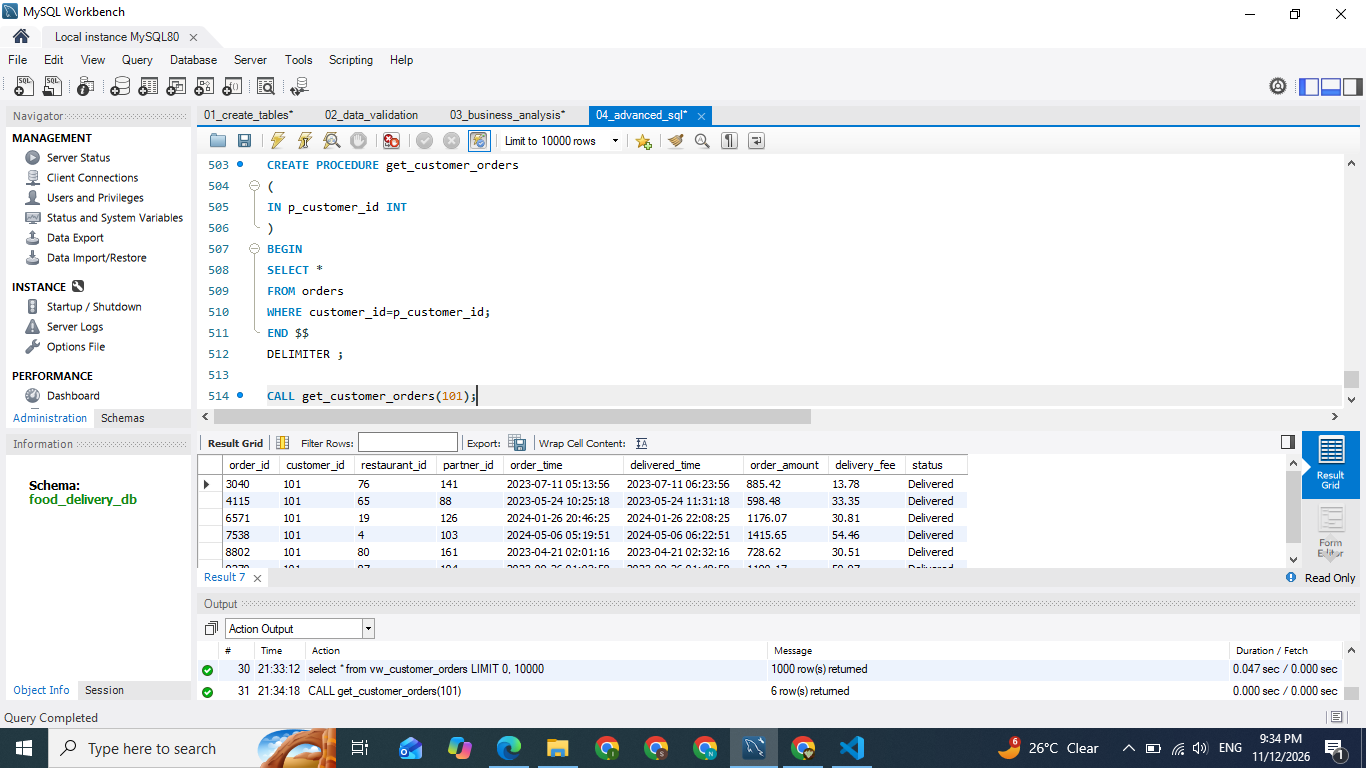 MySQL Workbench
Local instance MySQL80
File Edit View Query Database Server Tools Scripting Help
Navigator
MANAGEMENT
Server Status
Client Connections
Users and Privileges
Status and System Variables
Data Export
Data Import/Restore
INSTANCE
Startup / Shutdown
Server Logs
Options File
PERFORMANCE
Dashboard
Administration Schemas
Information
Schema:
food_delivery_db
Object Info Session
01_create_tables* 02_data_validation 03_business_analysis* 04_advanced_sql*
Limit to 10000 rows
503 CREATE PROCEDURE get_customer_orders
504 (
505 IN p_customer_id INT
506 )
507 BEGIN
508 SELECT *
509 FROM orders
510 WHERE customer_id=p_customer_id;
511 END $$
512 DELIMITER ;
513
514 CALL get_customer_orders(101);
Result Grid Filter Rows: Export: Wrap Cell Content:
order_id customer_id restaurant_id partner_id order_time delivered_time order_amount delivery_fee status
3040 101 76 141 2023-07-11 05:13:56 2023-07-11 06:23:56 885.42 13.78 Delivered
4115 101 65 88 2023-05-24 10:25:18 2023-05-24 11:31:18 598.48 33.35 Delivered
6571 101 19 126 2024-01-26 20:46:25 2024-01-26 22:08:25 1176.07 30.81 Delivered
7538 101 4 103 2024-05-06 05:19:51 2024-05-06 06:22:51 1415.65 54.46 Delivered
8802 101 80 161 2023-04-21 02:01:16 2023-04-21 02:32:16 728.62 30.51 Delivered
Result Grid
Form Editor
Result 7
Read Only
Output
Action Output
# Time Action Message Duration / Fetch
30 21:33:12 select * from vw_customer_orders LIMIT 0, 10000 1000 row(s) returned 0.047 sec / 0.000 sec
31 21:34:18 CALL get_customer_orders(101) 6 row(s) returned 0.000 sec / 0.000 sec
Query Completed
Type here to search
6
26°C Clear
ENG
9:34 PM
11/12/2026
1